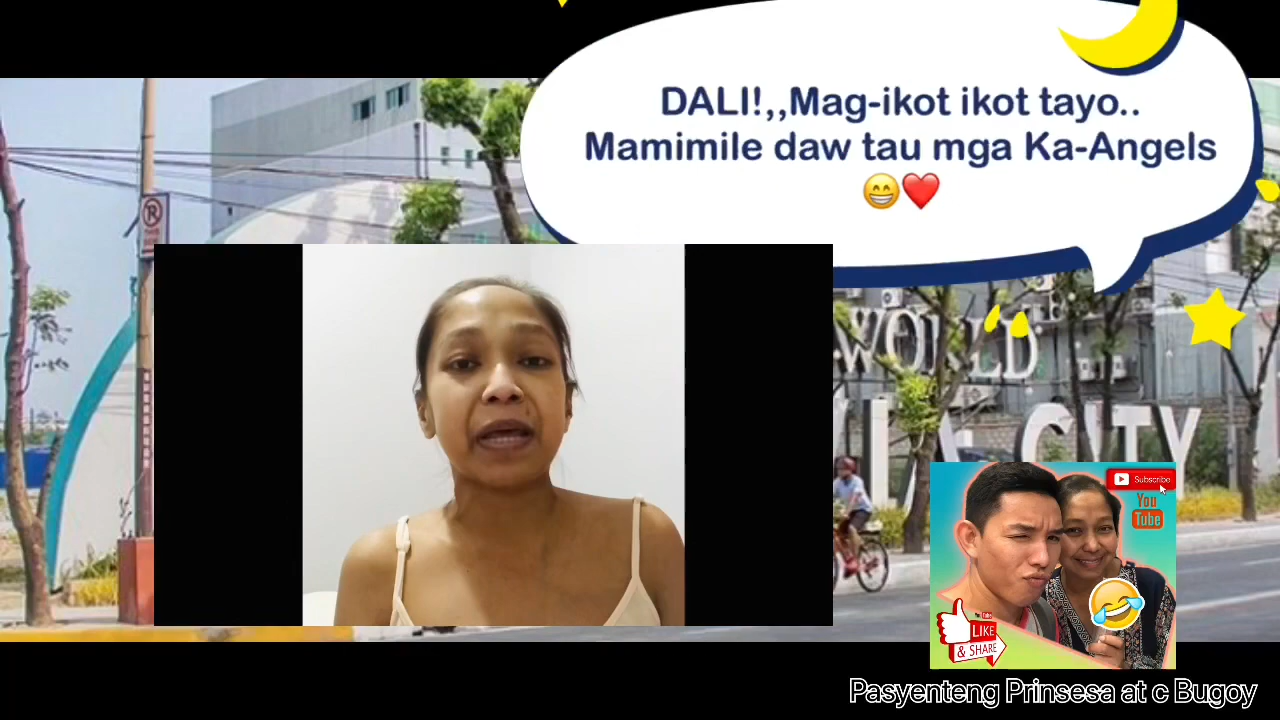 DALI!,,Mag-ikot ikot tayo..
Mamimile daw tau mga Ka-Angels
😁❤️
WORLD
CITY
Subscribe
You
Tube
LIKE
& SHARE
Pasyenteng Prinsesa at c Bugoy